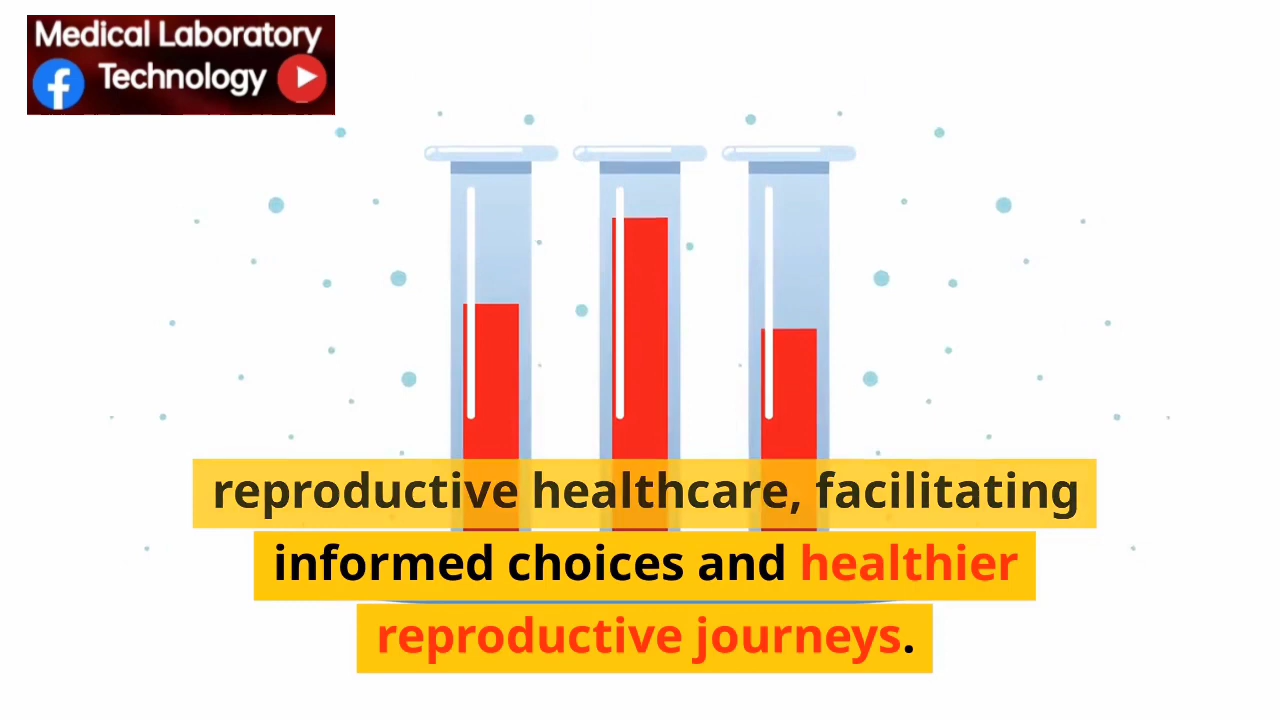 Medical Laboratory
Technology
reproductive healthcare, facilitating
informed choices and healthier
reproductive journeys.